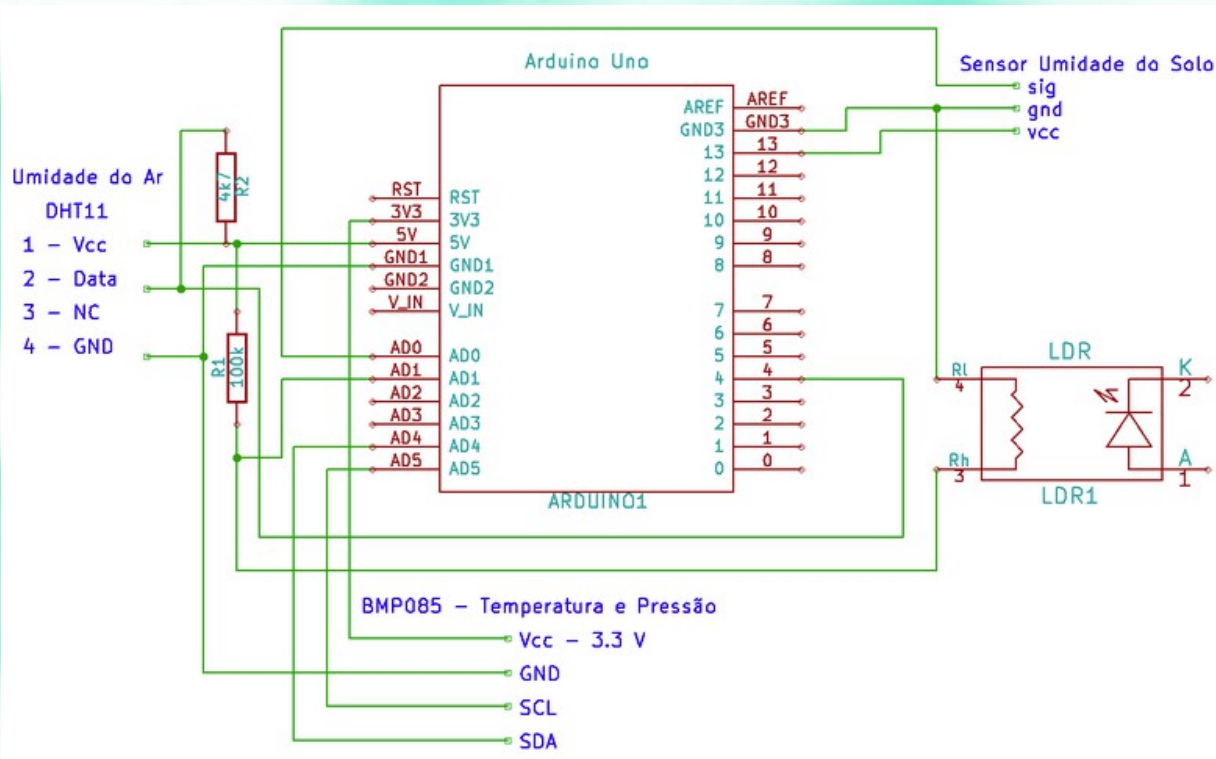 Arduino Uno
Sensor Umidade do Solo
sig
gnd
vcc
Umidade do Ar
DHT11
1 - Vcc
2 - Data
3 - NC
4 - GND
R2
R1
100k
RST RST
3V3 3V3
5V 5V
GND1 GND1
GND2 GND2
V_IN V_IN
AD0 AD0
AD1 AD1
AD2 AD2
AD3 AD3
AD4 AD4
AD5 AD5
AREF AREF
GND3 GND3
13 13
12 12
11 11
10 10
9 9
8 8
7 7
6 6
5 5
4 4
3 3
2 2
1 1
0 0
ARDUINO1
LDR
Rl
4
Rh
3
K
2
A
1
LDR1
BMP085 - Temperatura e Pressão
Vcc - 3.3 V
GND
SCL
SDA